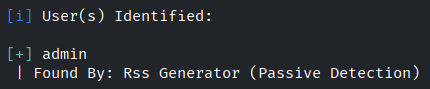 [i] User(s) Identified:
[+] admin
| Found By: Rss Generator (Passive Detection)